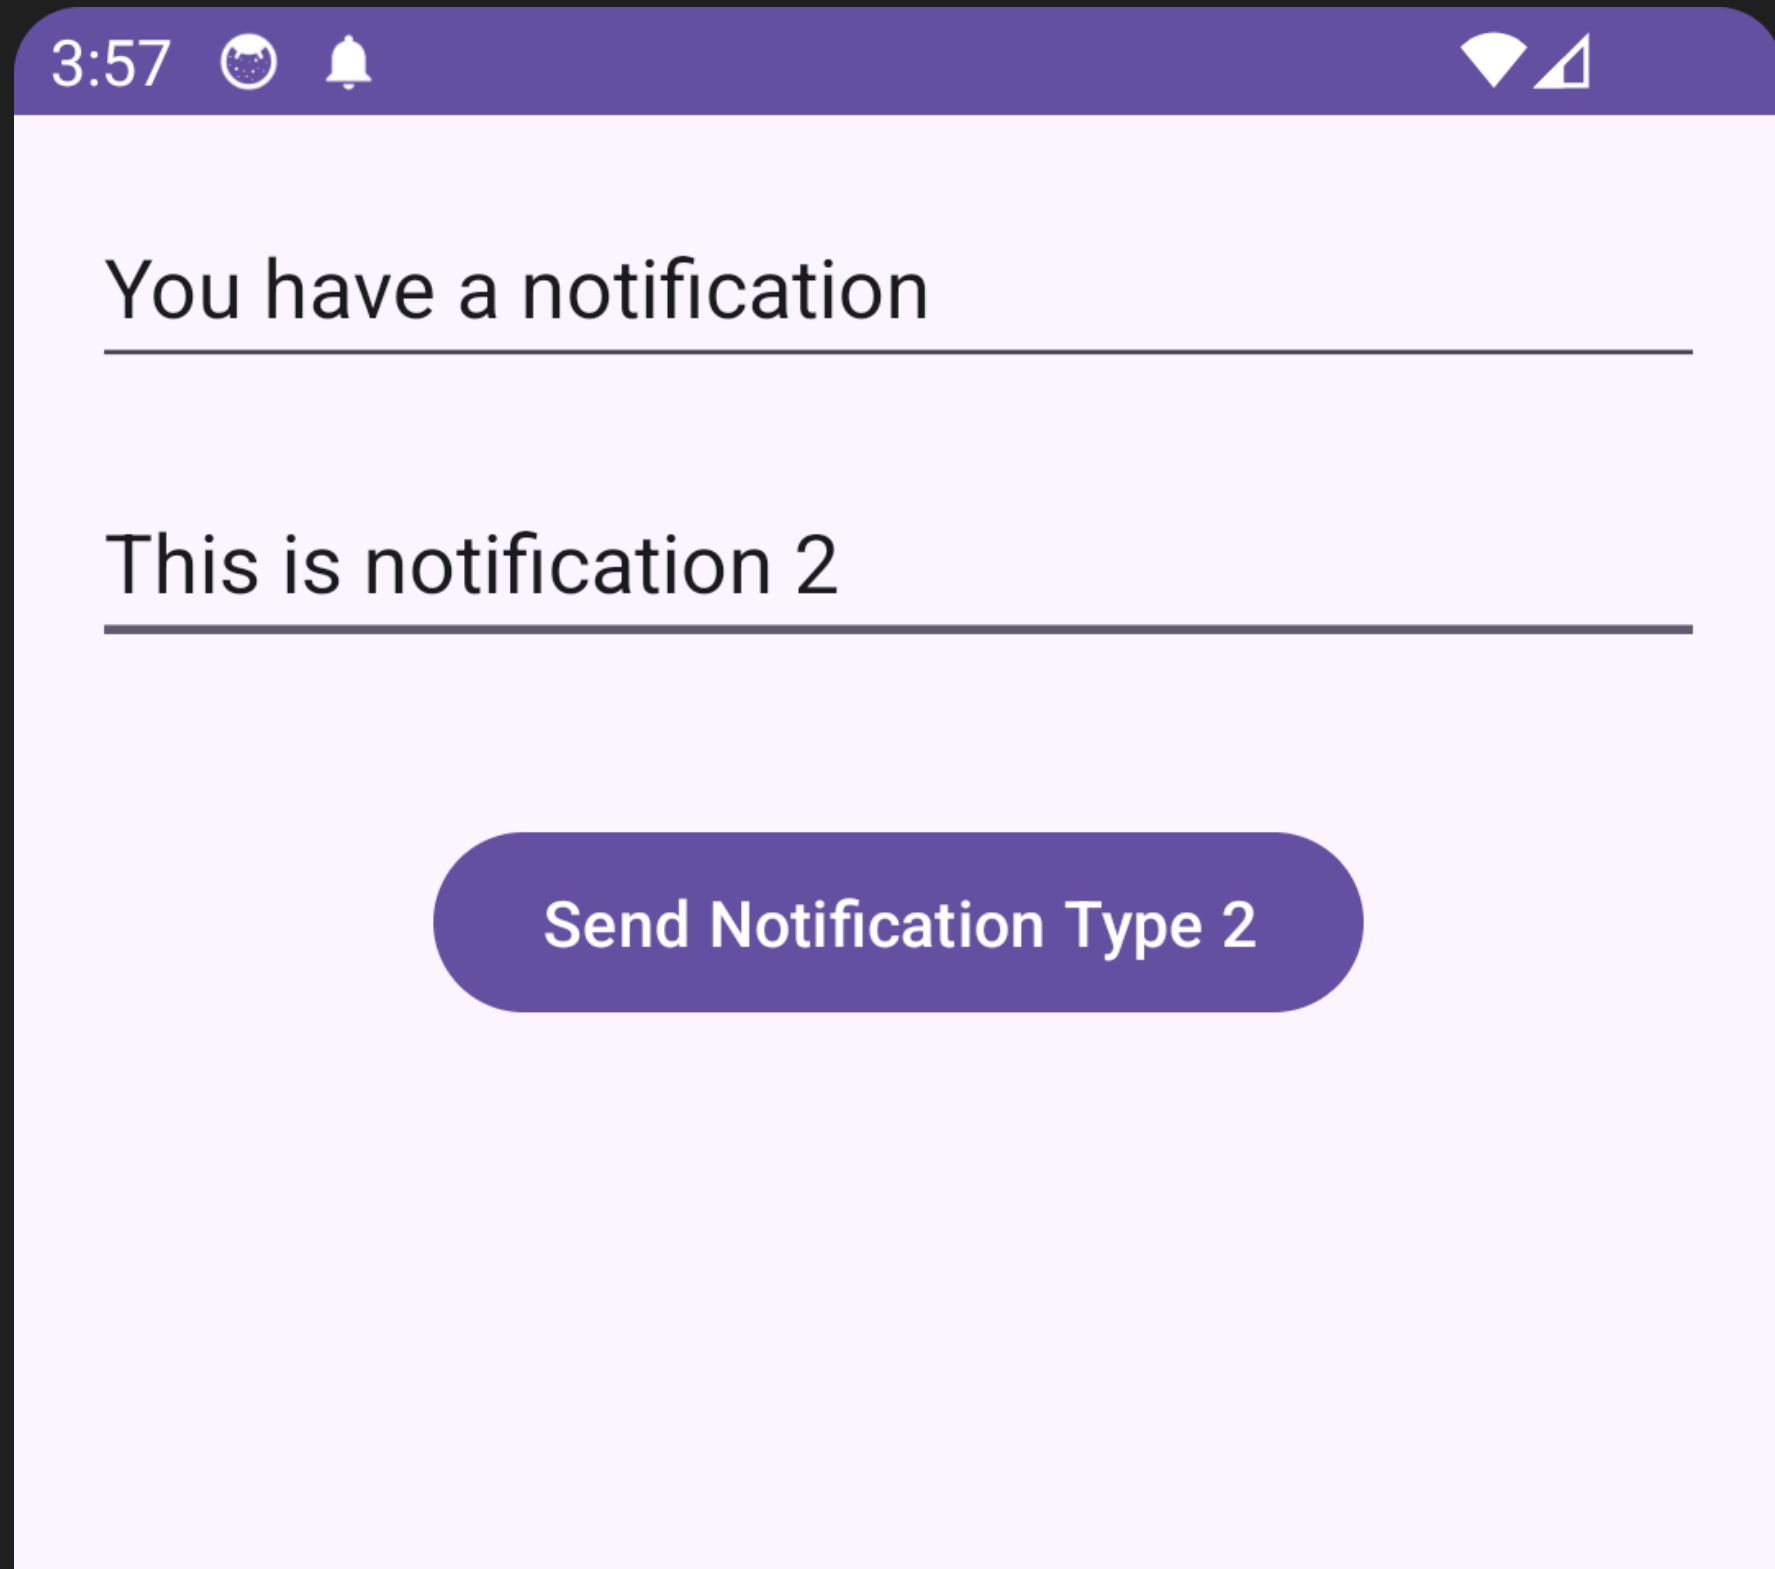 3:57
You have a notification
This is notification 2
Send Notification Type 2